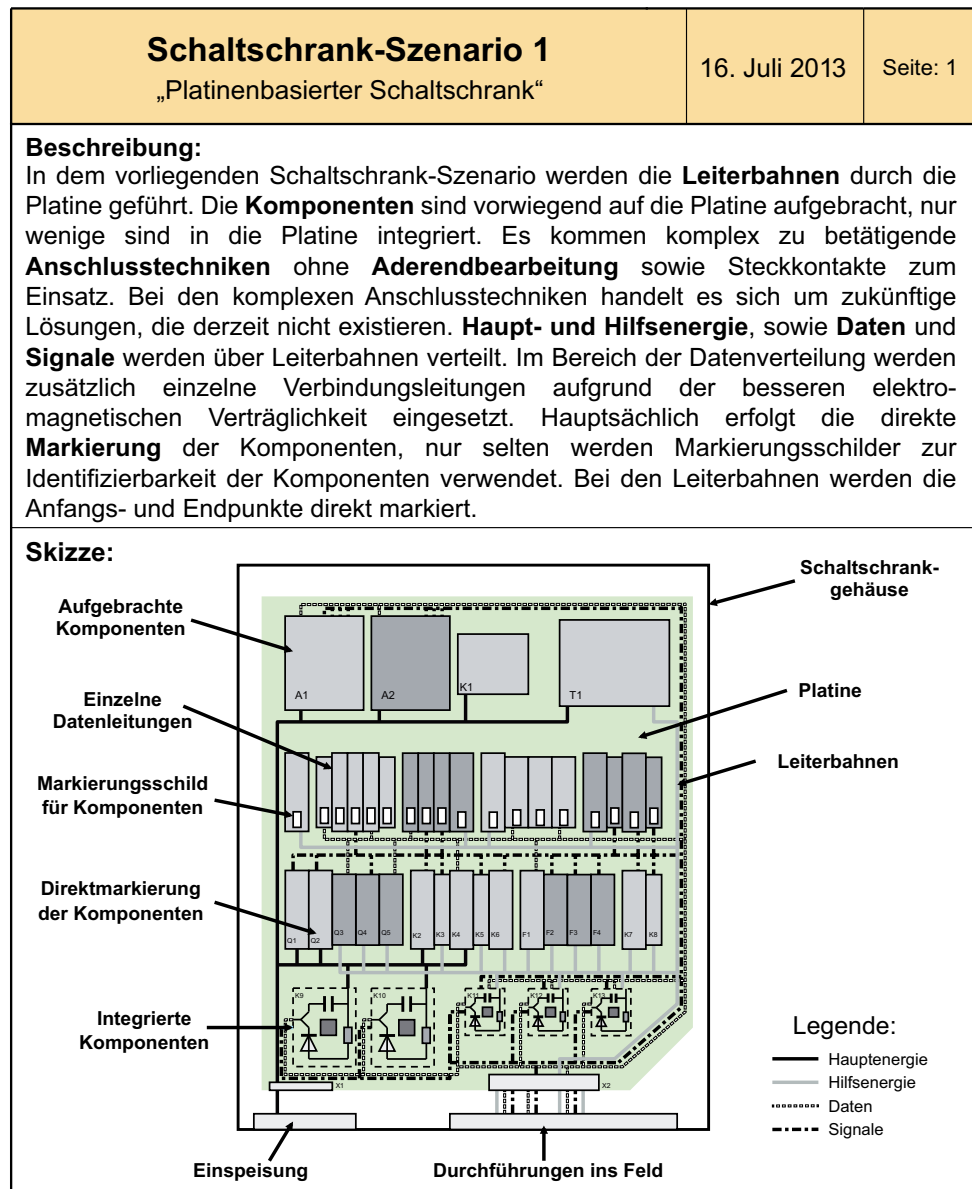 Schaltschrank-Szenario 1
„Platinenbasierter Schaltschrank“
16. Juli 2013
Seite: 1
Beschreibung:
In dem vorliegenden Schaltschrank-Szenario werden die Leiterbahnen durch die
Platine geführt. Die Komponenten sind vorwiegend auf die Platine aufgebracht, nur
wenige sind in die Platine integriert. Es kommen komplex zu betätigende
Anschlusstechniken ohne Aderendbearbeitung sowie Steckkontakte zum
Einsatz. Bei den komplexen Anschlusstechniken handelt es sich um zukünftige
Lösungen, die derzeit nicht existieren. Haupt- und Hilfsenergie, sowie Daten und
Signale werden über Leiterbahnen verteilt. Im Bereich der Datenverteilung werden
zusätzlich einzelne Verbindungsleitungen aufgrund der besseren elektro-
magnetischen Verträglichkeit eingesetzt. Hauptsächlich erfolgt die direkte
Markierung der Komponenten, nur selten werden Markierungsschilder zur
Identifizierbarkeit der Komponenten verwendet. Bei den Leiterbahnen werden die
Anfangs- und Endpunkte direkt markiert.
Skizze:
Schaltschrank-
gehäuse
Aufgebrachte
Komponenten
A1
A2
K1
T1
Einzelne
Datenleitungen
Platine
Markierungsschild
für Komponenten
Leiterbahnen
Direktmarkierung
der Komponenten
Q1
Q2
Q3
Q4
Q5
K2
K3
K4
K5
K6
F1
F2
F3
F4
K7
K8
K9
K10
K11
K12
K13
Integrierte
Komponenten
X1
X2
Legende:
Hauptenergie
Hilfsenergie
Daten
Signale
Einspeisung
Durchführungen ins Feld